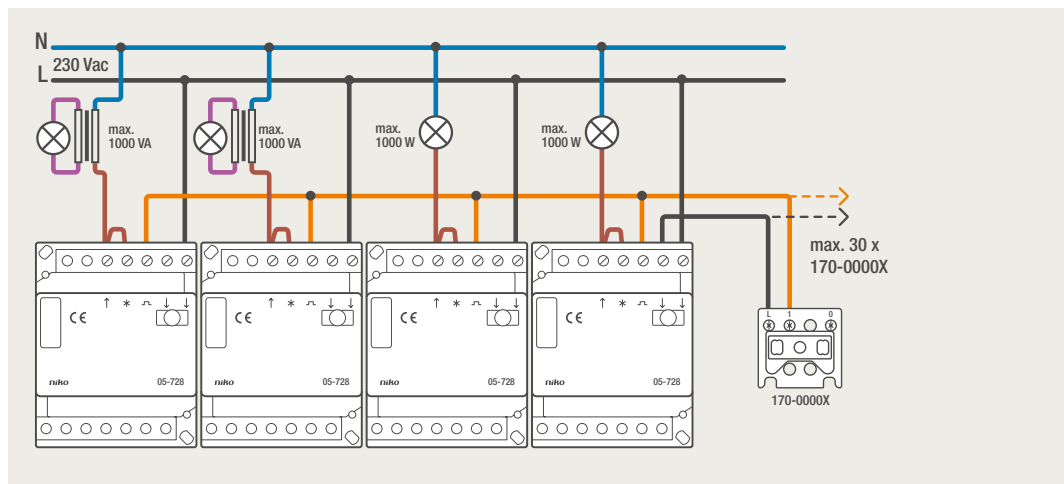 N
230 Vac
L
max.
1000 VA
max.
1000 VA
max.
1000 W
max.
1000 W
max. 30 x
170-0000X
CE
niko
05-728
CE
niko
05-728
CE
niko
05-728
CE
niko
05-728
L 1 0
170-0000X